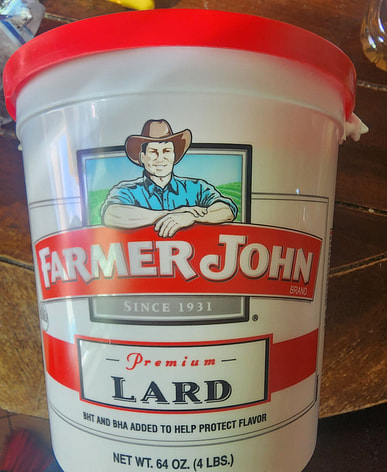 FARMER JOHN
BRAND
SINCE 1931
®
Premium
LARD
BHT AND BHA ADDED TO HELP PROTECT FLAVOR
NET WT. 64 OZ. (4 LBS.)